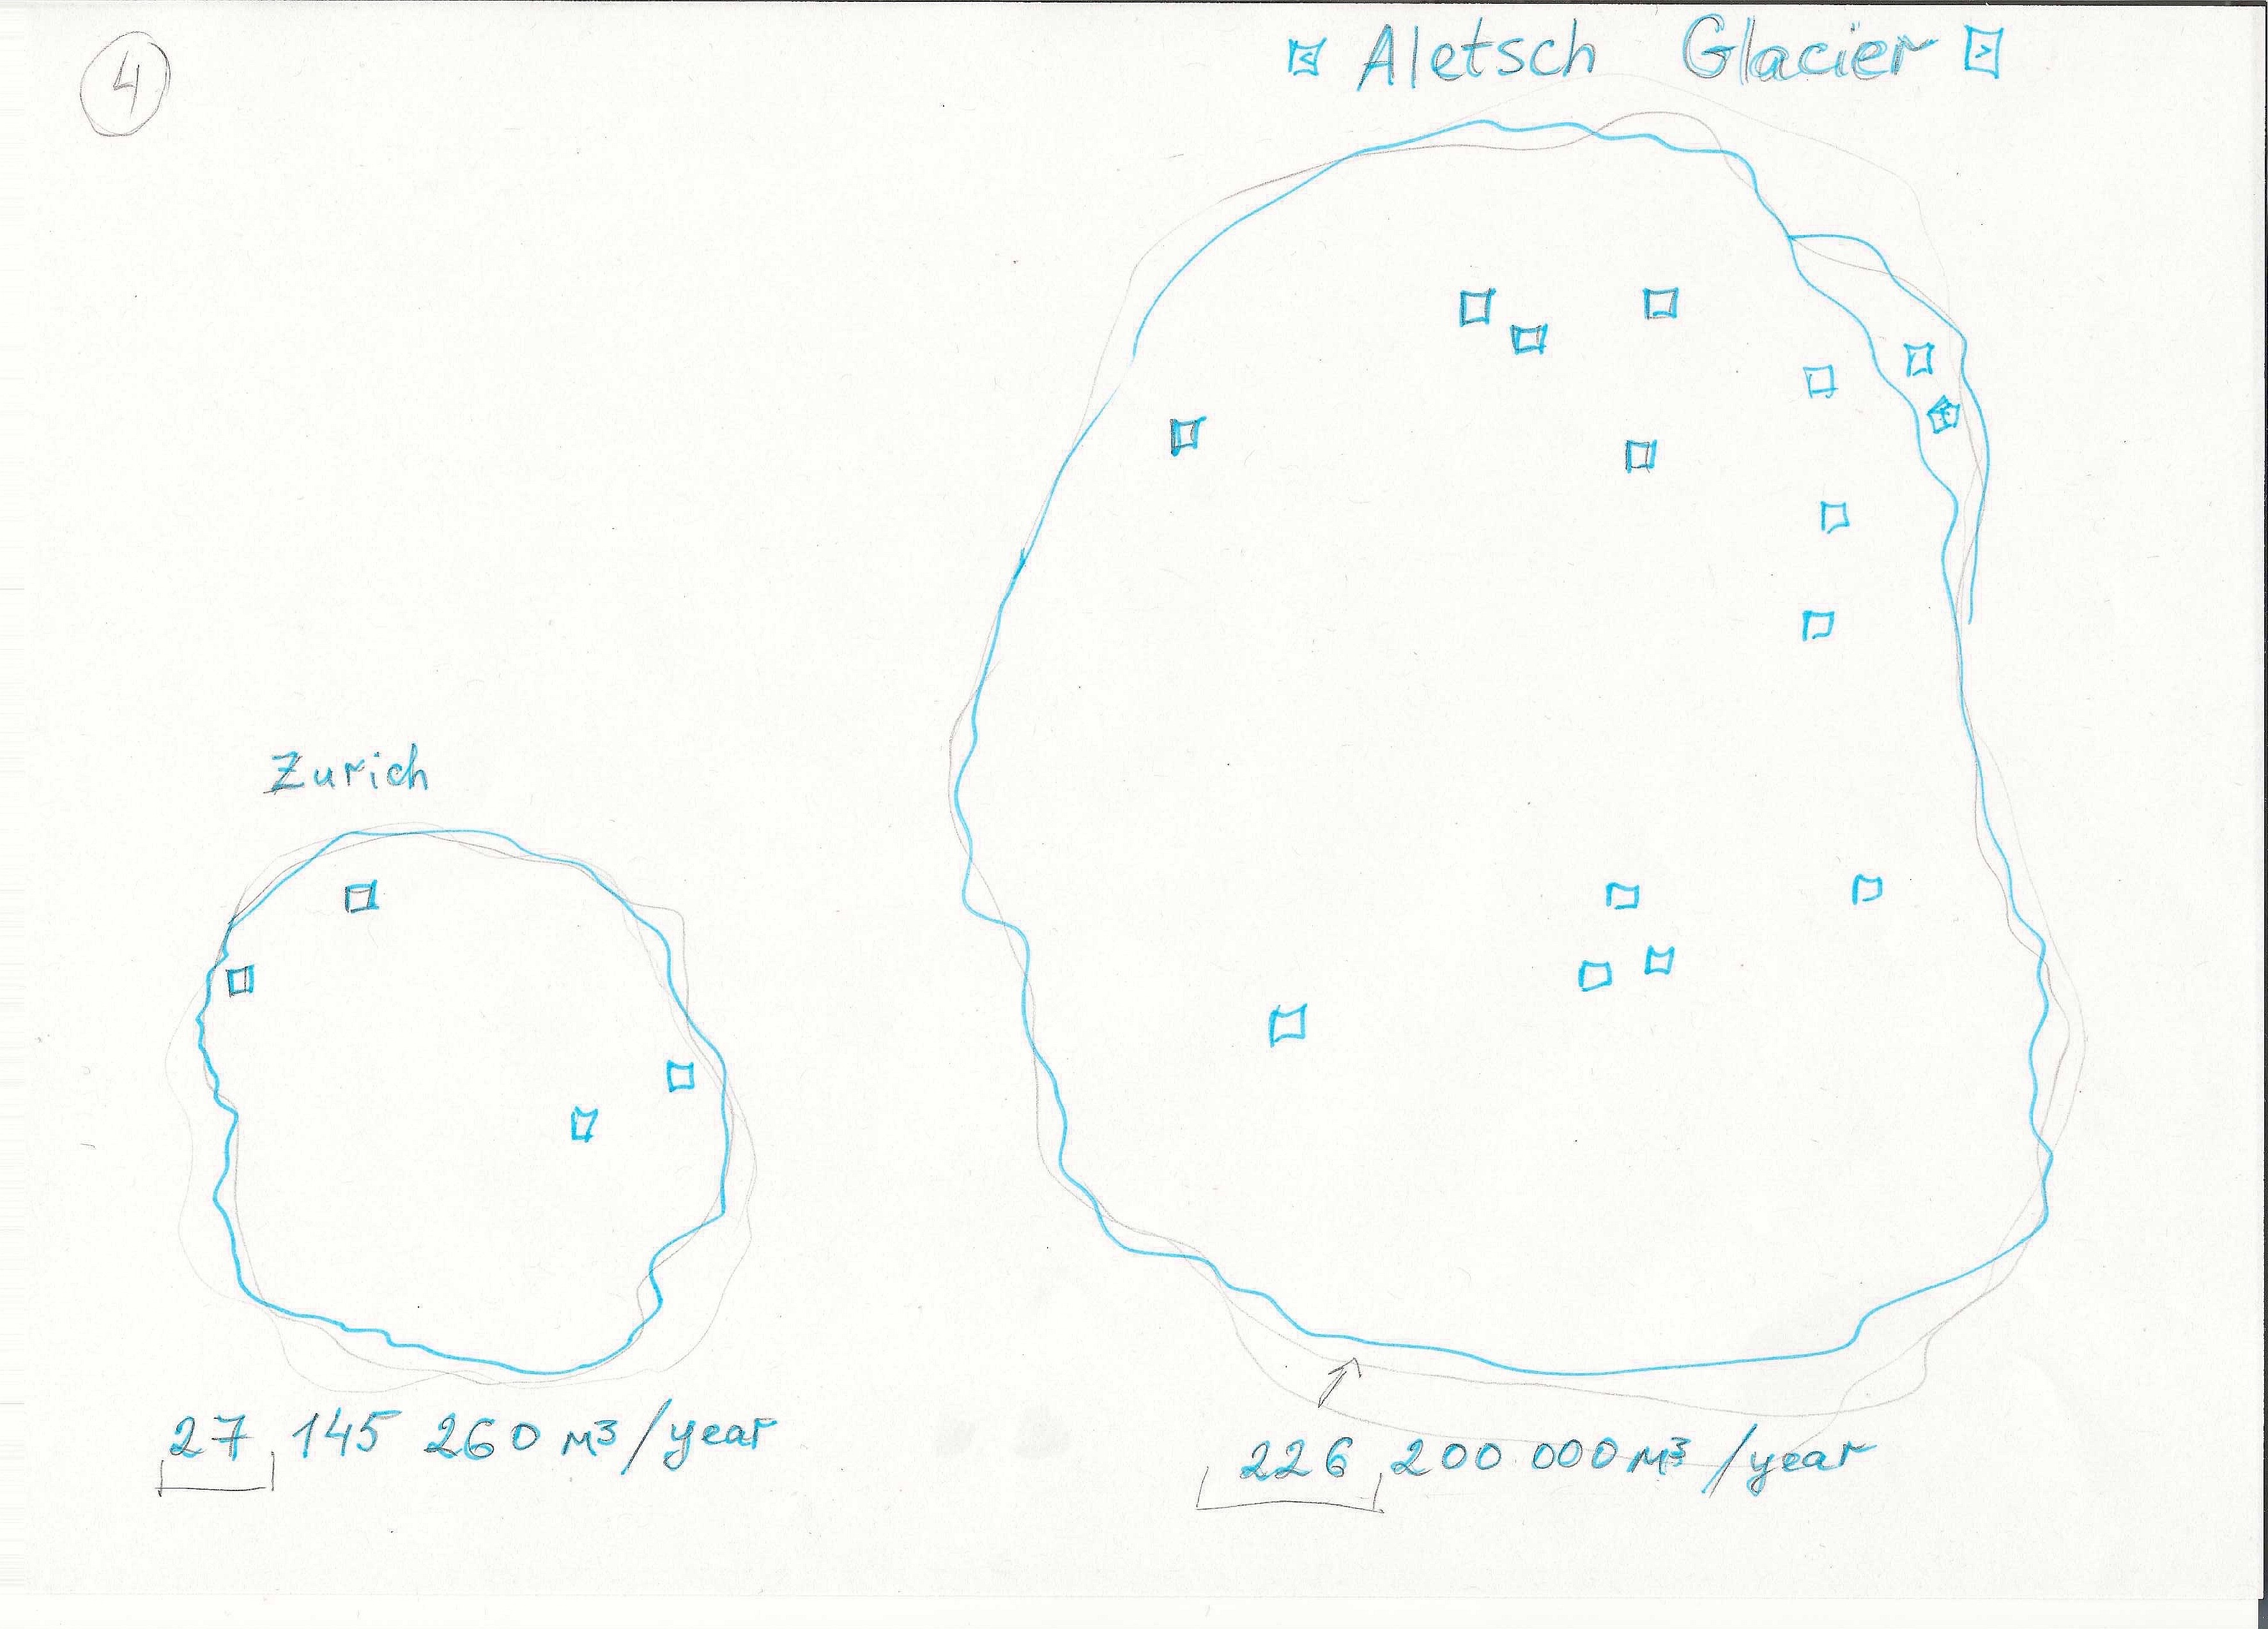 4
< Aletsch Glacier >
Zurich
27, 145 260 м³/year
226, 200 000 м³/year